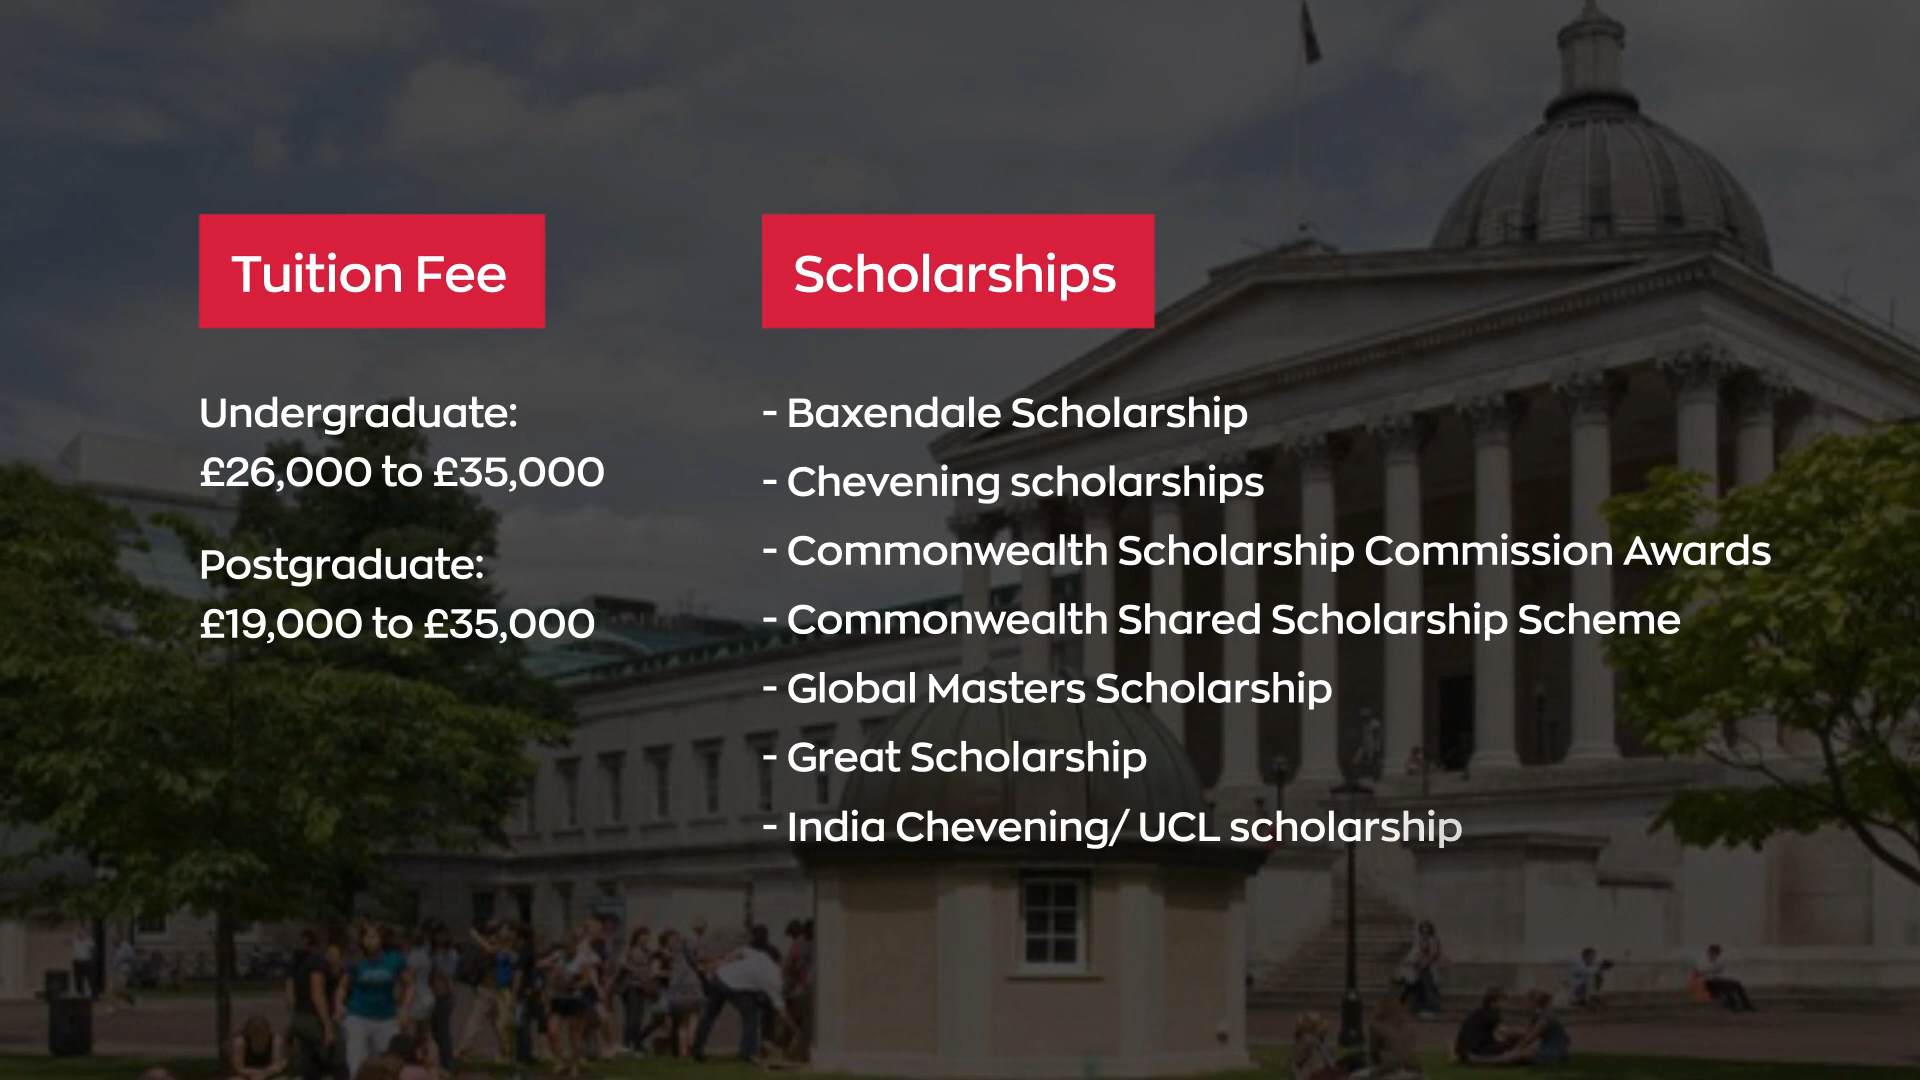 Tuition Fee
Undergraduate:
£26,000 to £35,000
Postgraduate:
£19,000 to £35,000
Scholarships
- Baxendale Scholarship
- Chevening scholarships
- Commonwealth Scholarship Commission Awards
- Commonwealth Shared Scholarship Scheme
- Global Masters Scholarship
- Great Scholarship
- India Chevening/ UCL scholarship